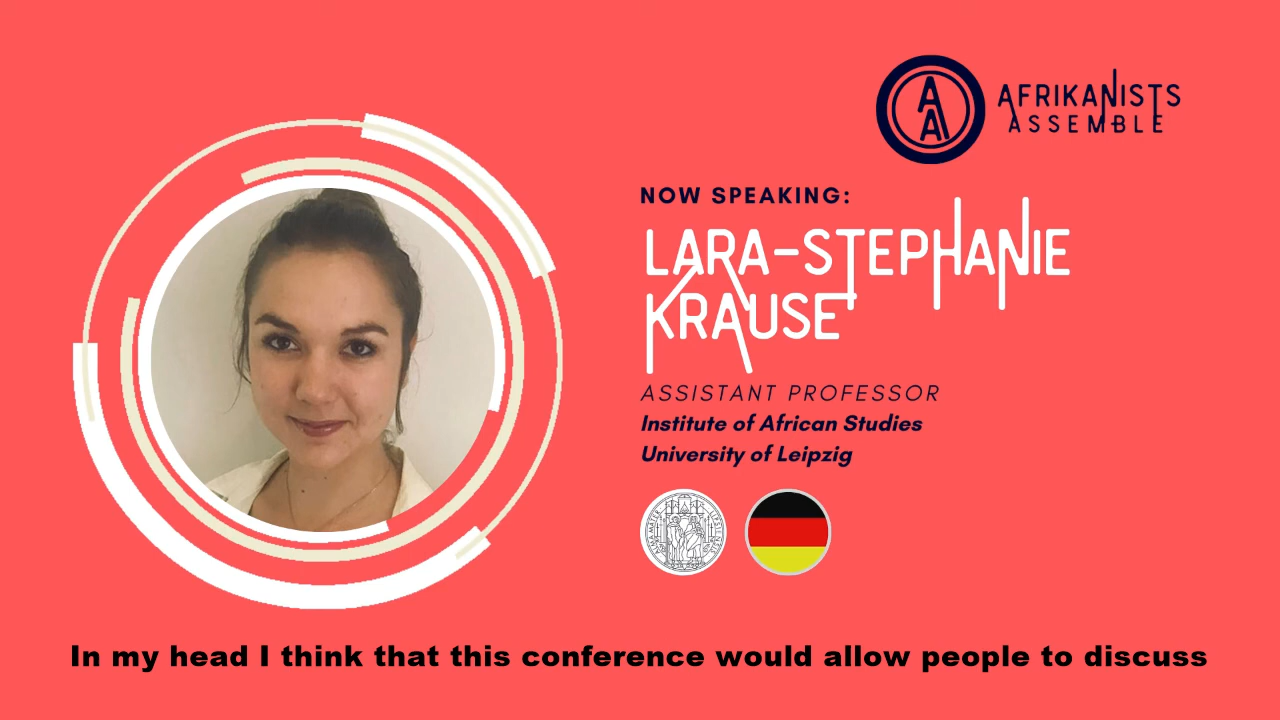 AA
AFRIKANISTS
ASSEMBLE
NOW SPEAKING:
LARA-STEPHANIE
KRAUSE
ASSISTANT PROFESSOR
Institute of African Studies
University of Leipzig
In my head I think that this conference would allow people to discuss